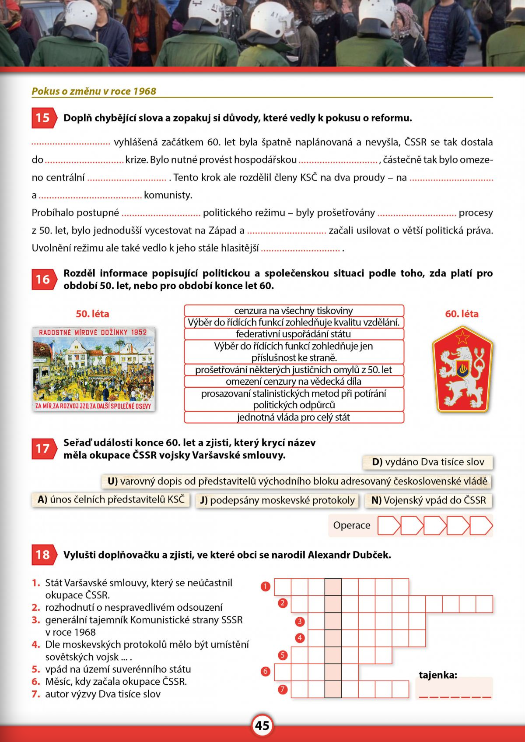 Pokus o změnu v roce 1968
15 Doplň chybějící slova a zopakuj si důvody, které vedly k pokusu o reformu.
.............................. vyhlášená začátkem 60. let byla špatně naplánovaná a nevyšla, ČSSR se tak dostala
do .............................. krize. Bylo nutné provést hospodářskou .............................. , částečně tak bylo omeze-
no centrální .............................. . Tento krok ale rozdělil členy KSČ na dva proudy – na ..............................
a .............................. komunisty.
Probíhalo postupné .............................. politického režimu – byly prošetřovány .............................. procesy
z 50. let, bylo jednodušší vycestovat na Západ a .............................. začali usilovat o větší politická práva.
Uvolnění režimu ale také vedlo k jeho stále hlasitější .............................. .
16 Rozděl informace popisující politickou a společenskou situaci podle toho, zda platí pro
období 50. let, nebo pro období konce let 60.
50. léta
RADOSTNÉ MÍROVÉ DOŽÍNKY 1952
ZA MÍR, ZA ROZVOJ JZD, ZA DALŠÍ SPOLEČNÉ OSEVY
cenzura na všechny tiskoviny
Výběr do řídících funkcí zohledňuje kvalitu vzdělání.
federativní uspořádání státu
Výběr do řídících funkcí zohledňuje jen
příslušnost ke straně.
prošetřování některých justičních omylů z 50. let
omezení cenzury na vědecká díla
prosazovaní stalinistických metod při potírání
politických odpůrců
jednotná vláda pro celý stát
60. léta
17 Seřaď události konce 60. let a zjisti, který krycí název
měla okupace ČSSR vojsky Varšavské smlouvy.
D) vydáno Dva tisíce slov
U) varovný dopis od představitelů východního bloku adresovaný československé vládě
A) únos čelních představitelů KSČ
J) podepsány moskevské protokoly
N) Vojenský vpád do ČSSR
Operace
18 Vylušti doplňovačku a zjisti, ve které obci se narodil Alexandr Dubček.
1. Stát Varšavské smlouvy, který se neúčastnil
okupace ČSSR.
2. rozhodnutí o nespravedlivém odsouzení
3. generální tajemník Komunistické strany SSSR
v roce 1968
4. Dle moskevských protokolů mělo být umístění
sovětských vojsk ... .
5. vpád na území suverénního státu
6. Měsíc, kdy začala okupace ČSSR.
7. autor výzvy Dva tisíce slov
1
2
3
4
5
6
7
tajenka:
_ _ _ _ _ _ _
45